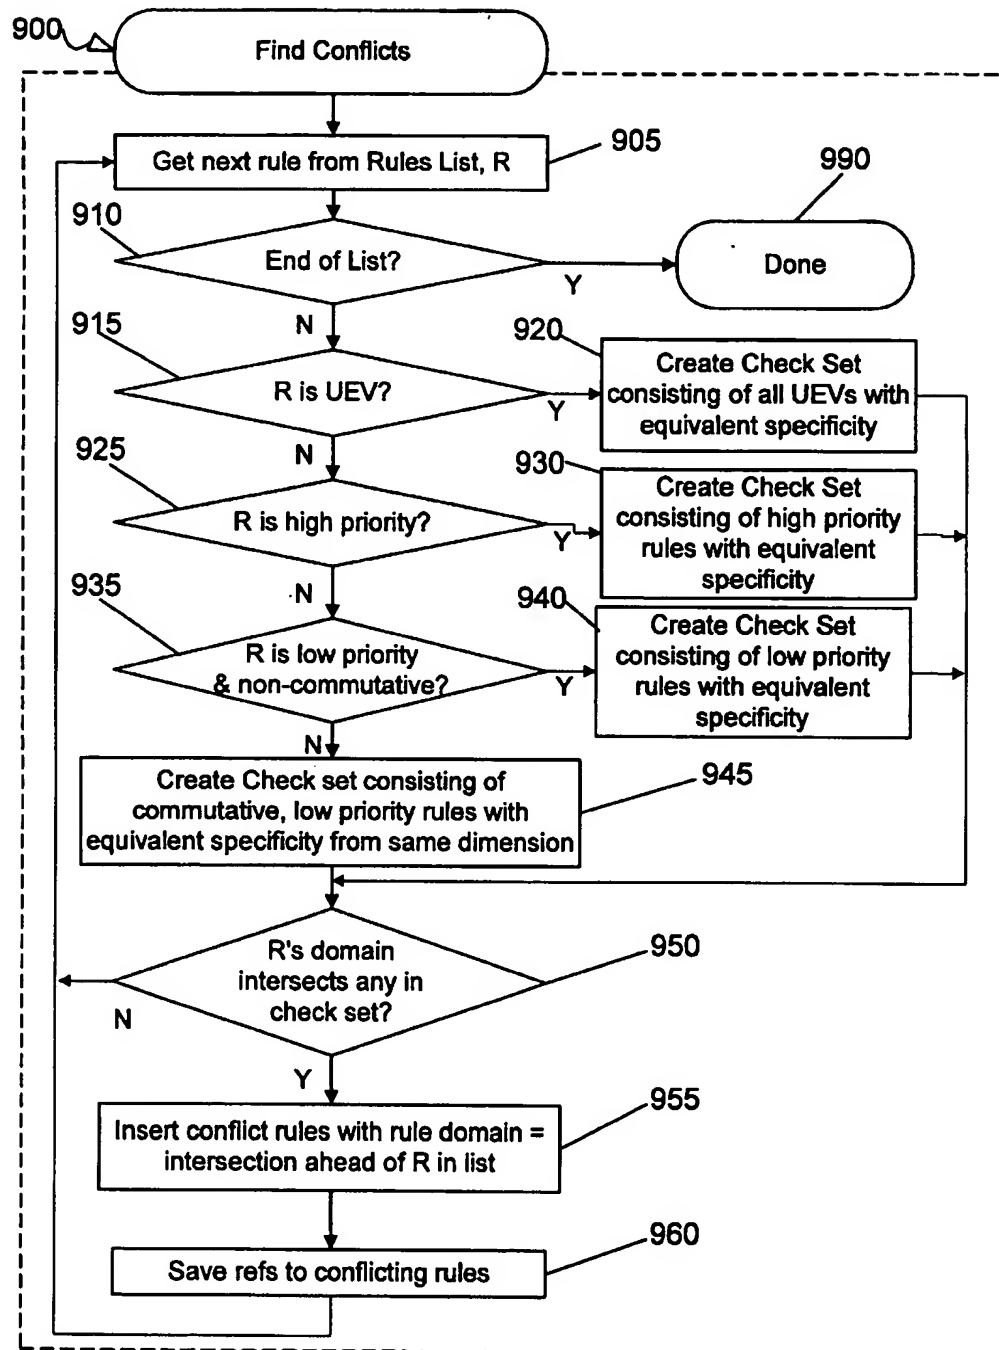 900
Find Conflicts
Get next rule from Rules List, R
905
990
910
End of List?
Y
Done
N
915
920
R is UEV?
Y
Create Check Set
consisting of all UEVs with
equivalent specificity
N
925
930
R is high priority?
Y
Create Check Set
consisting of high priority
rules with equivalent
specificity
N
935
940
R is low priority
& non-commutative?
Y
Create Check Set
consisting of low priority
rules with equivalent
specificity
N
Create Check set consisting of
commutative, low priority rules with
equivalent specificity from same dimension
945
R's domain
intersects any in
check set?
950
N
Y
Insert conflict rules with rule domain =
intersection ahead of R in list
955
Save refs to conflicting rules
960